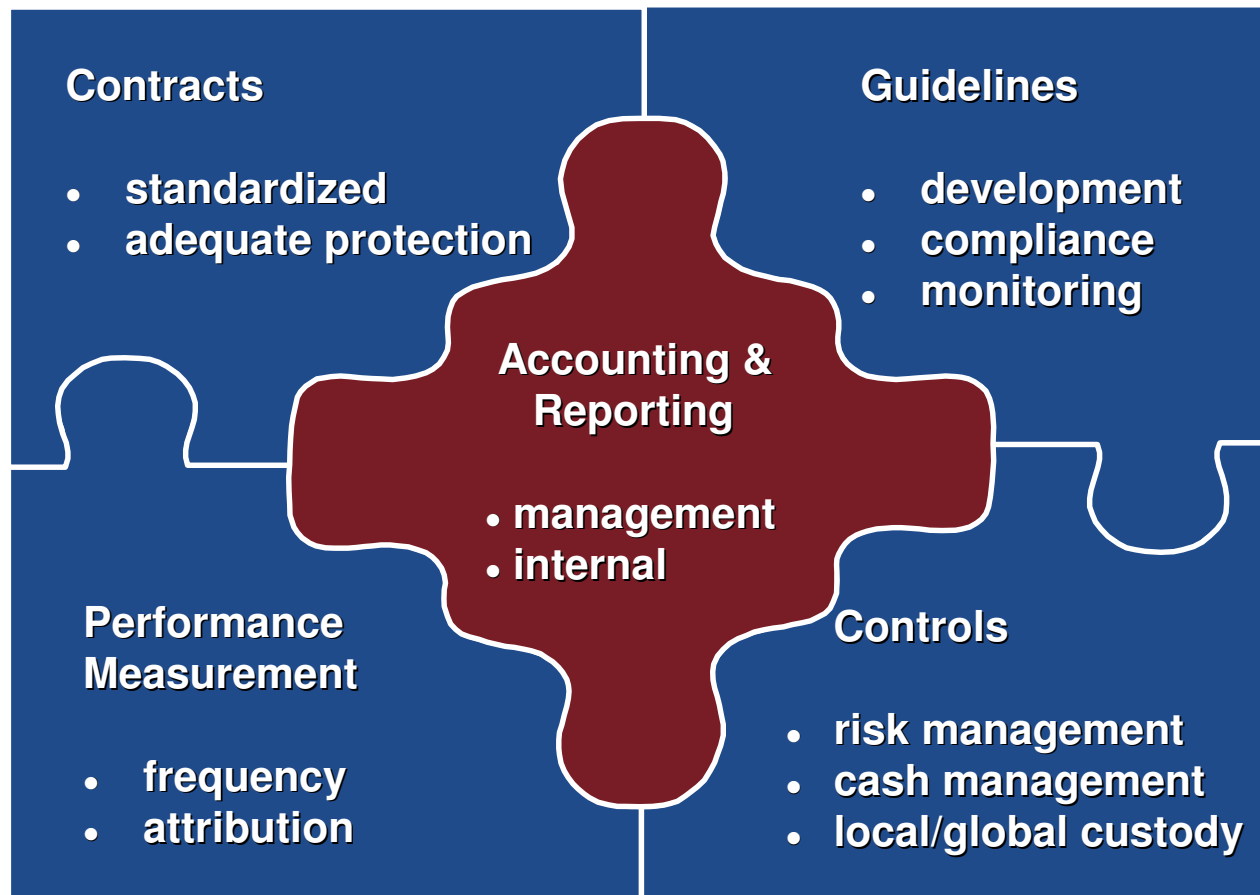 Contracts
• standardized
• adequate protection
Guidelines
• development
• compliance
• monitoring
Accounting &
Reporting
• management
• internal
Performance
Measurement
• frequency
• attribution
Controls
• risk management
• cash management
• local/global custody